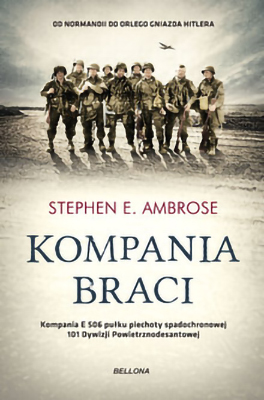 OD NORMANDII DO ORLEGO GNIAZDA HITLERA
STEPHEN E. AMBROSE
KOMPANIA
BRACI
Kompania E 506 pułku piechoty spadochronowej
101 Dywizji Powietrznodesantowej
BELLONA